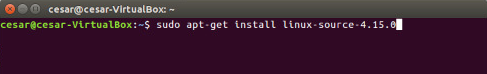 cesar@cesar-VirtualBox: ~
cesar@cesar-VirtualBox:~$ sudo apt-get install linux-source-4.15.0